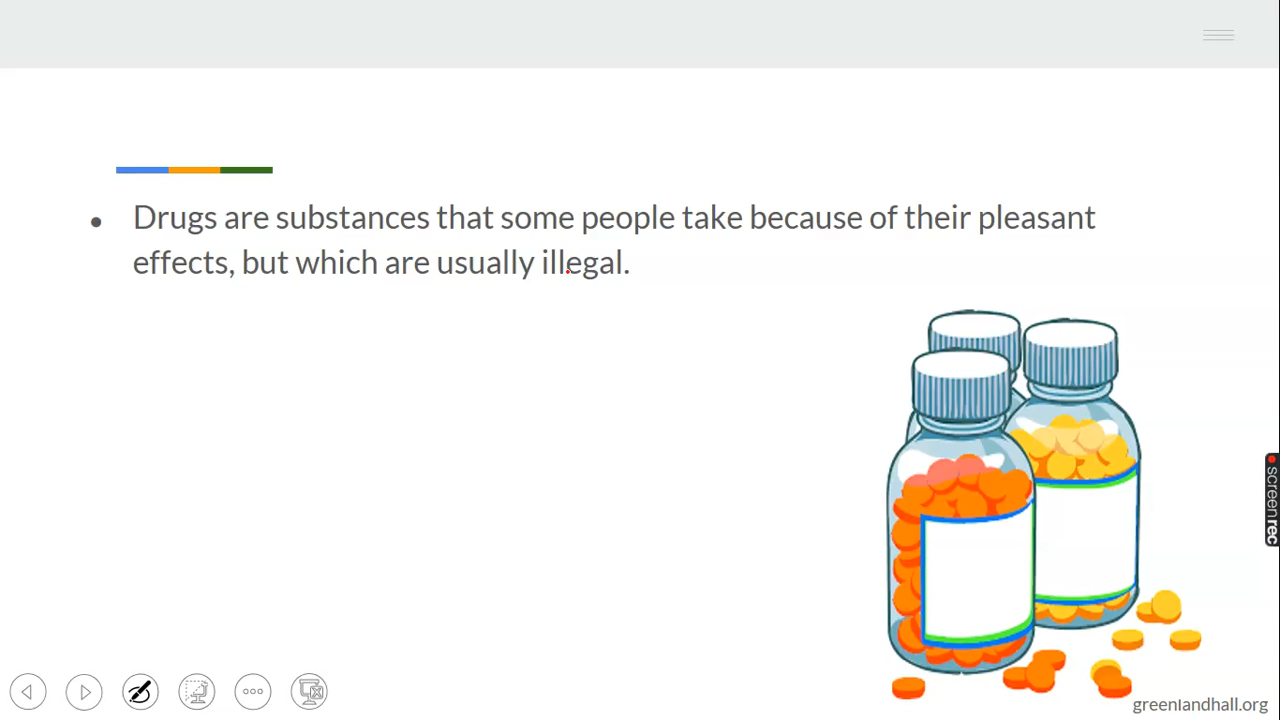 Drugs are substances that some people take because of their pleasant
effects, but which are usually illegal.
screenrec
greenlandhall.org